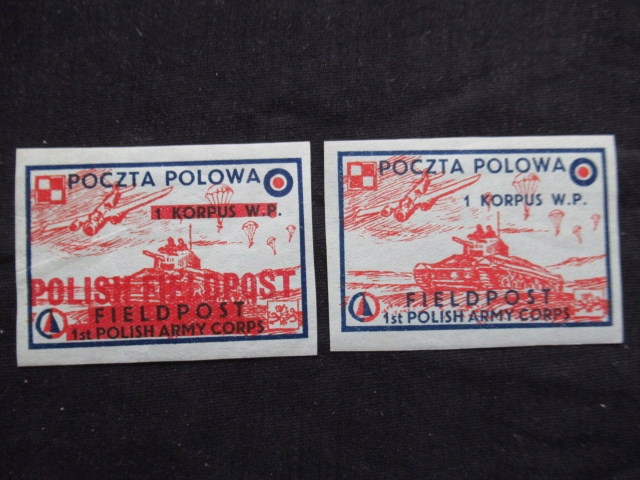 POCZTA POLOWA
1 KORPUS W.P.
POLISH FIELDPOST
FIELDPOST
1st POLISH ARMY CORPS
POCZTA POLOWA
1 KORPUS W.P.
FIELDPOST
1st POLISH ARMY CORPS